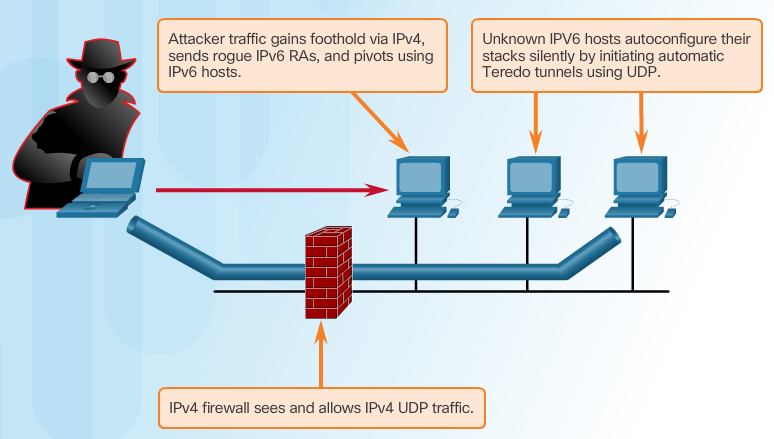 Attacker traffic gains foothold via IPv4,
sends rogue IPv6 RAs, and pivots using
IPv6 hosts.
Unknown IPV6 hosts autoconfigure their
stacks silently by initiating automatic
Teredo tunnels using UDP.
IPv4 firewall sees and allows IPv4 UDP traffic.